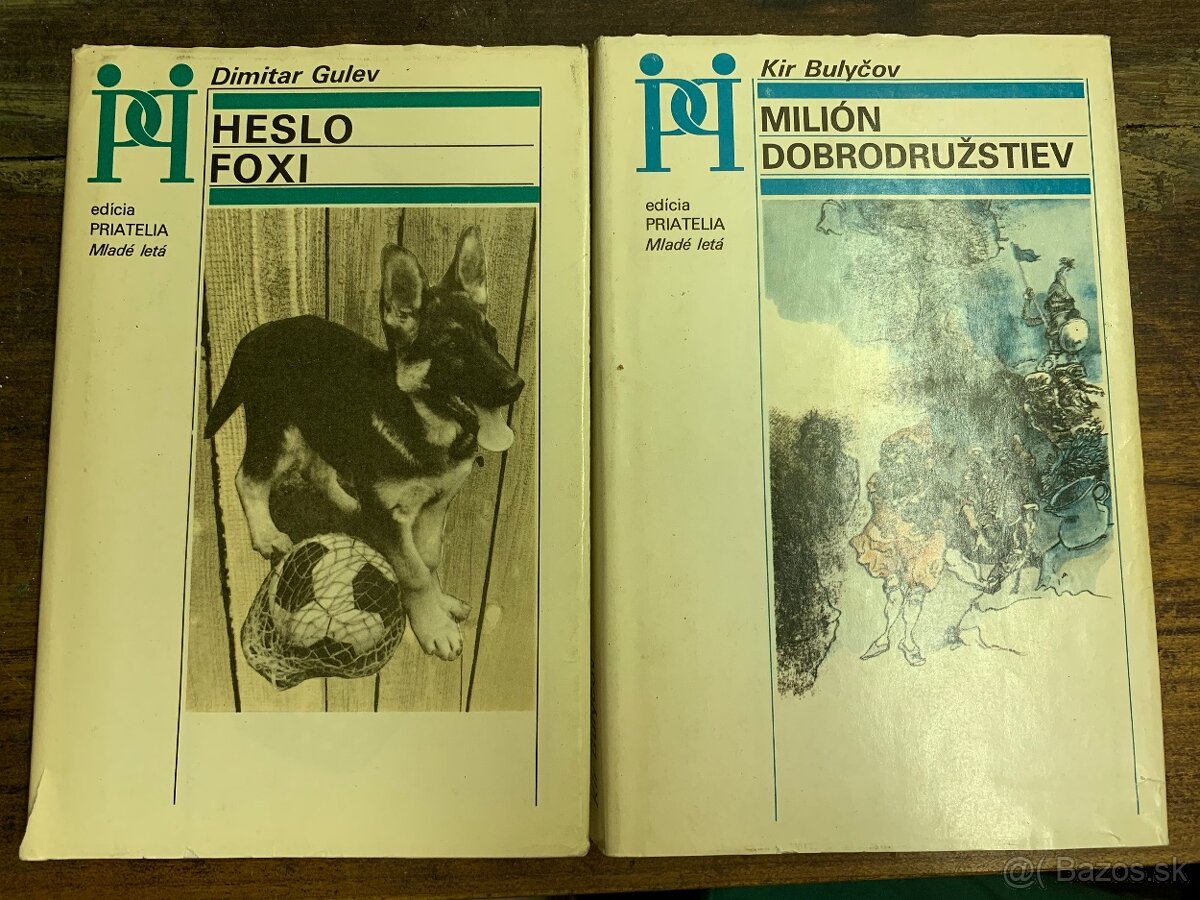 Dimitar Gulev
HESLO
FOXI
edícia
PRIATELIA
Mladé letá
Kir Bulyčov
MILIÓN
DOBRODRUŽSTIEV
edícia
PRIATELIA
Mladé letá
@( Bazos.sk